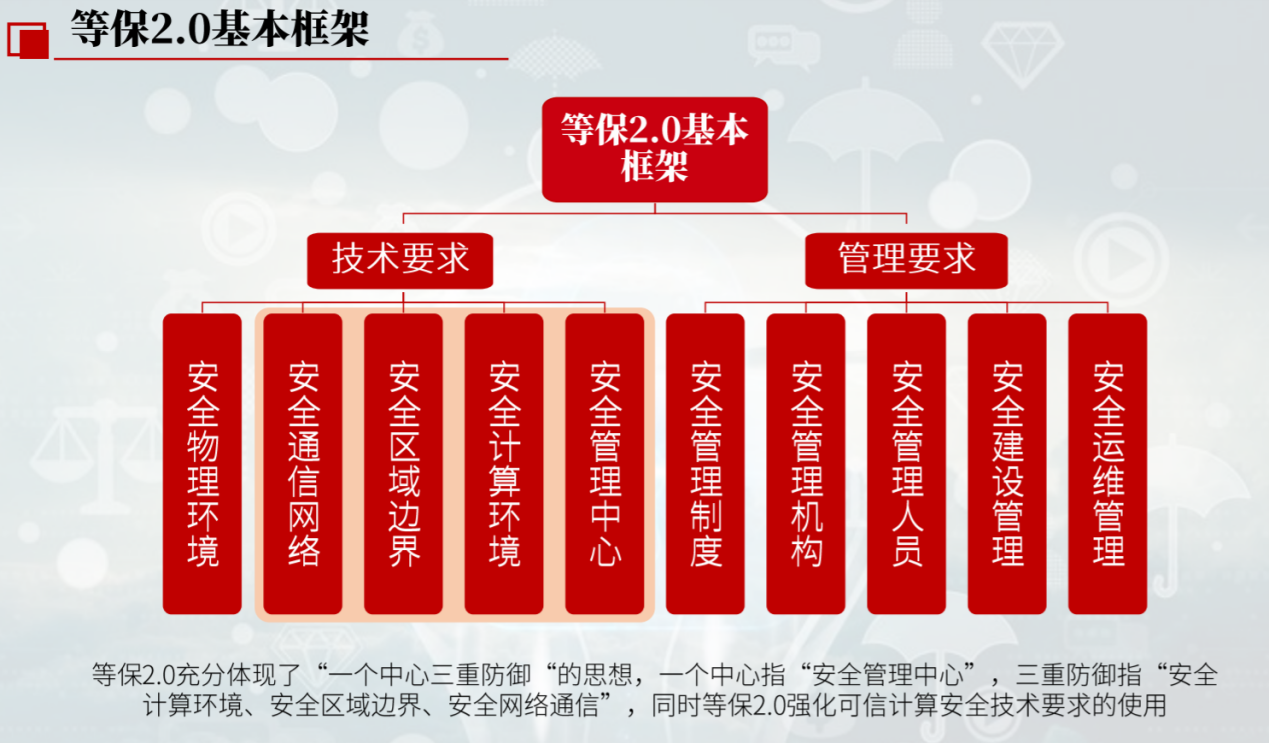 等保2.0基本框架
等保2.0基本
框架
技术要求
管理要求
安全物理环境
安全通信网络
安全区域边界
安全计算环境
安全管理中心
安全管理制度
安全管理机构
安全管理人员
安全建设管理
安全运维管理
等保2.0充分体现了“一个中心三重防御“的思想，一个中心指“安全管理中心”，三重防御指“安全
计算环境、安全区域边界、安全网络通信”，同时等保2.0强化可信计算安全技术要求的使用